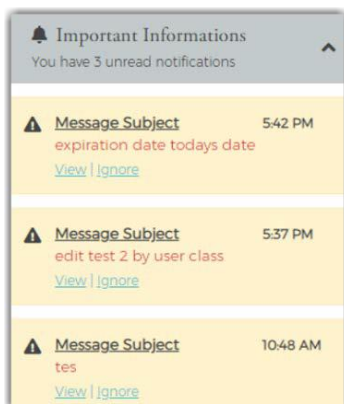 Important Informations
You have 3 unread notifications
Message Subject 5:42 PM
expiration date todays date
View | Ignore
Message Subject 5:37 PM
edit test 2 by user class
View | Ignore
Message Subject 10:48 AM
tes
View | Ignore